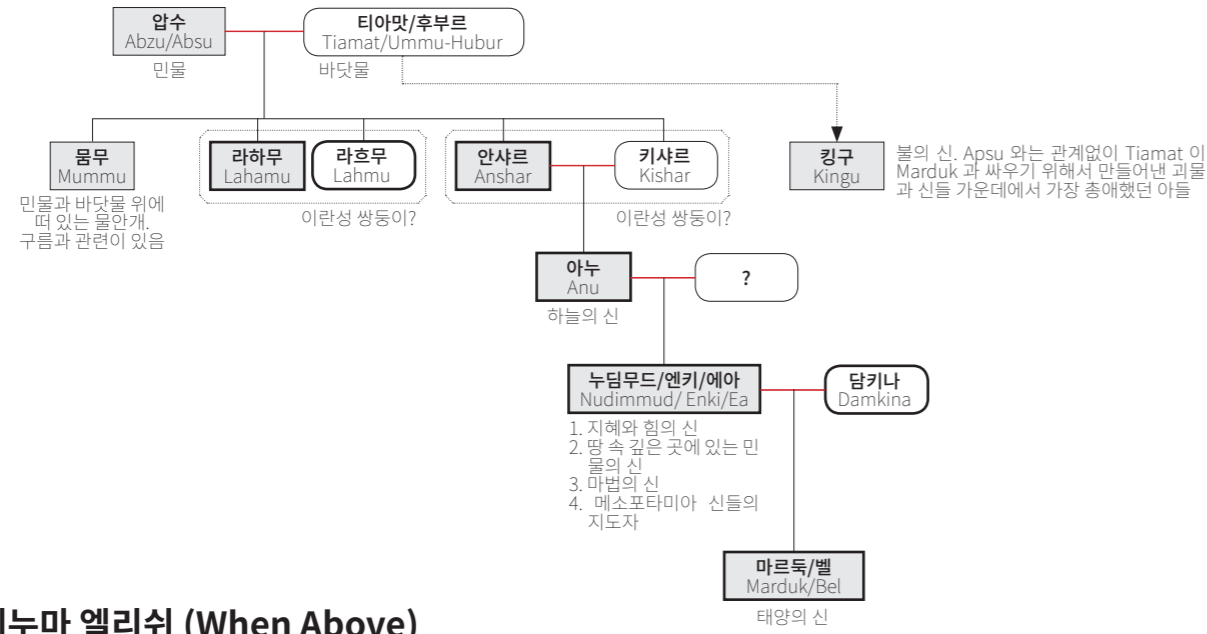 압수
Abzu/Absu
민물
티아맛/후부르
Tiamat/Ummu-Hubur
바닷물
뭄무
Mummu
민물과 바닷물 위에
떠 있는 물안개.
구름과 관련이 있음
라하무
Lahamu
라흐무
Lahmu
이란성 쌍둥이?
안샤르
Anshar
키샤르
Kishar
이란성 쌍둥이?
킹구
Kingu
불의 신. Apsu 와는 관계없이 Tiamat 이
Marduk 과 싸우기 위해서 만들어낸 괴물
과 신들 가운데에서 가장 총애했던 아들
아누
Anu
하늘의 신
?
누딤무드/엔키/에아
Nudimmud/ Enki/Ea
1. 지혜와 힘의 신
2. 땅 속 깊은 곳에 있는 민
물의 신
3. 마법의 신
4. 메소포타미아 신들의
지도자
담키나
Damkina
마르둑/벨
Marduk/Bel
태양의 신
엘리쉬 (When Above)